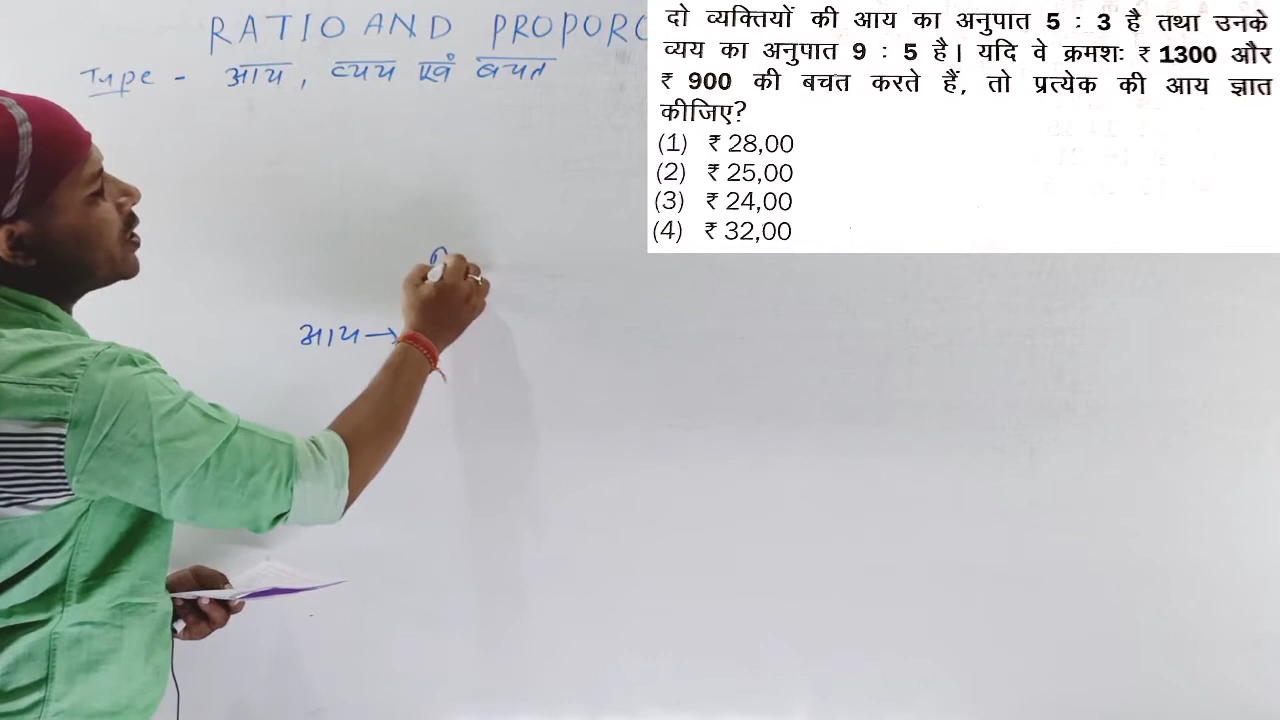 RATIO AND PROPORC
Type - आय, व्यय एवं बचत
दो व्यक्तियों की आय का अनुपात 5 : 3 है तथा उनके
व्यय का अनुपात 9 : 5 है। यदि वे क्रमशः ₹ 1300 और
₹ 900 की बचत करते हैं, तो प्रत्येक की आय ज्ञात
कीजिए?
(1) ₹ 28,00
(2) ₹ 25,00
(3) ₹ 24,00
(4) ₹ 32,00
आय →